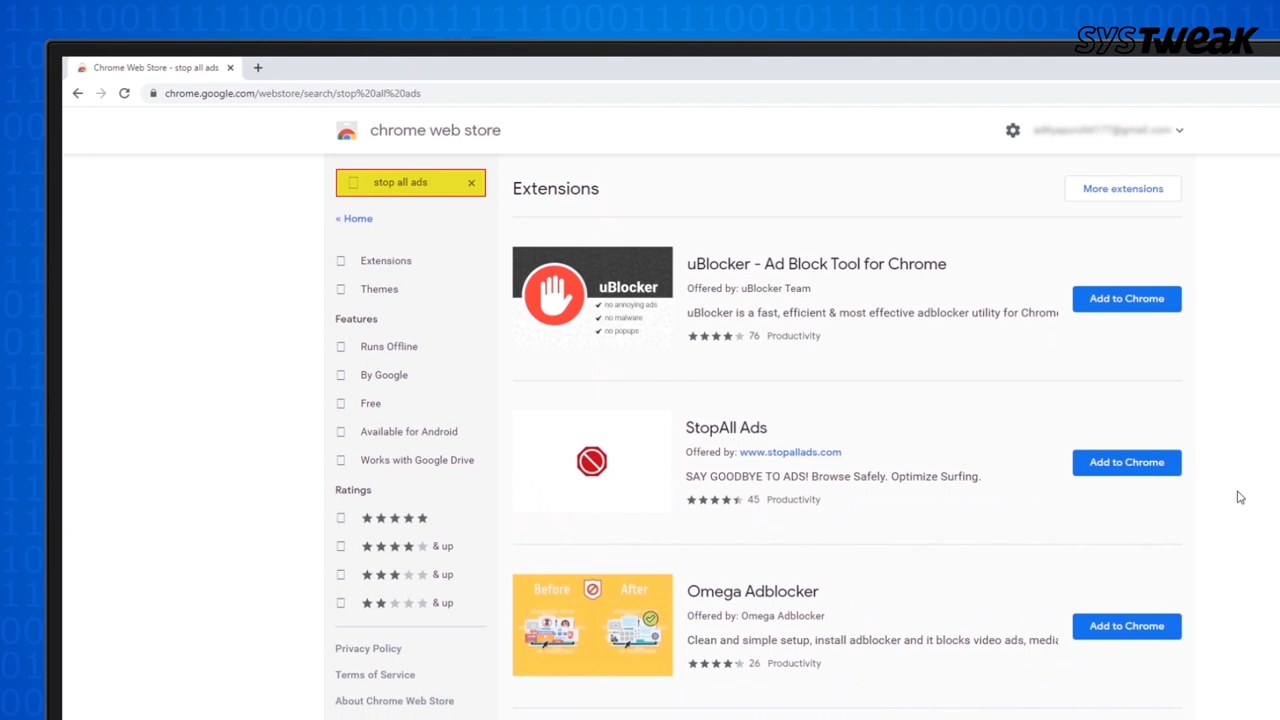 SYSTWEAK
Chrome Web Store - stop all ads
chrome.google.com/webstore/search/stop%20all%20ads
chrome web store
stop all ads
Extensions
More extensions
« Home
Extensions
Themes
Features
Runs Offline
By Google
Free
Available for Android
Works with Google Drive
Ratings
& up
& up
& up
Privacy Policy
Terms of Service
About Chrome Web Store
uBlocker
no annoying ads
no malware
no popups
uBlocker - Ad Block Tool for Chrome
Offered by: uBlocker Team
uBlocker is a fast, efficient & most effective adblocker utility for Chrome
76 Productivity
Add to Chrome
StopAll Ads
Offered by: www.stopallads.com
SAY GOODBYE TO ADS! Browse Safely. Optimize Surfing.
45 Productivity
Add to Chrome
Before After
Omega Adblocker
Offered by: Omega Adblocker
Clean and simple setup, install adblocker and it blocks video ads, media
26 Productivity
Add to Chrome